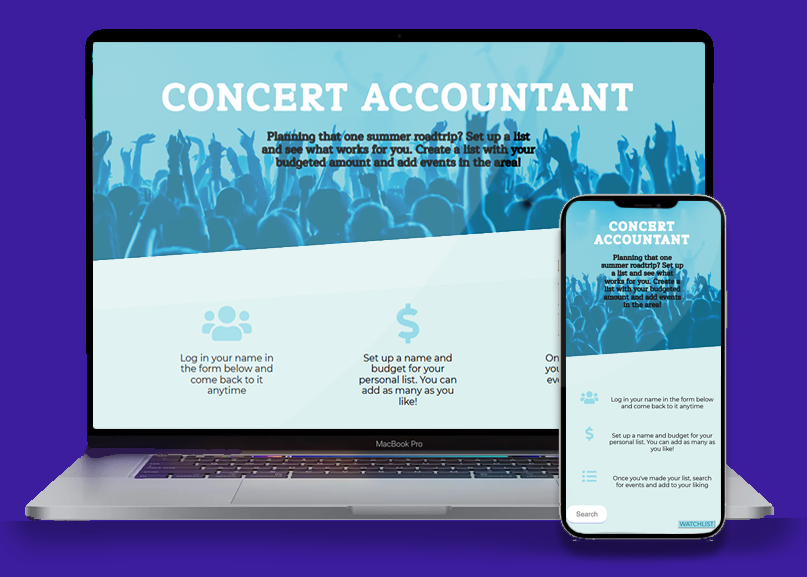 CONCERT ACCOUNTANT
Planning that one summer roadtrip? Set up a list
and see what works for you. Create a list with your
budgeted amount and add events in the area!
Log in your name in
the form below and
come back to it
anytime
Set up a name and
budget for your
personal list. You can
add as many as you
like!
MacBook Pro
CONCERT
ACCOUNTANT
Planning that one
summer roadtrip? Set up
a list and see what
works for you. Create a
list with your budgeted
amount and add events
in the area!
Log in your name in the form below
and come back to it anytime
Set up a name and budget for your
personal list. You can add as many as
you like!
Once you've made your list, search
for events and add to your liking
Search
WATCHLIST